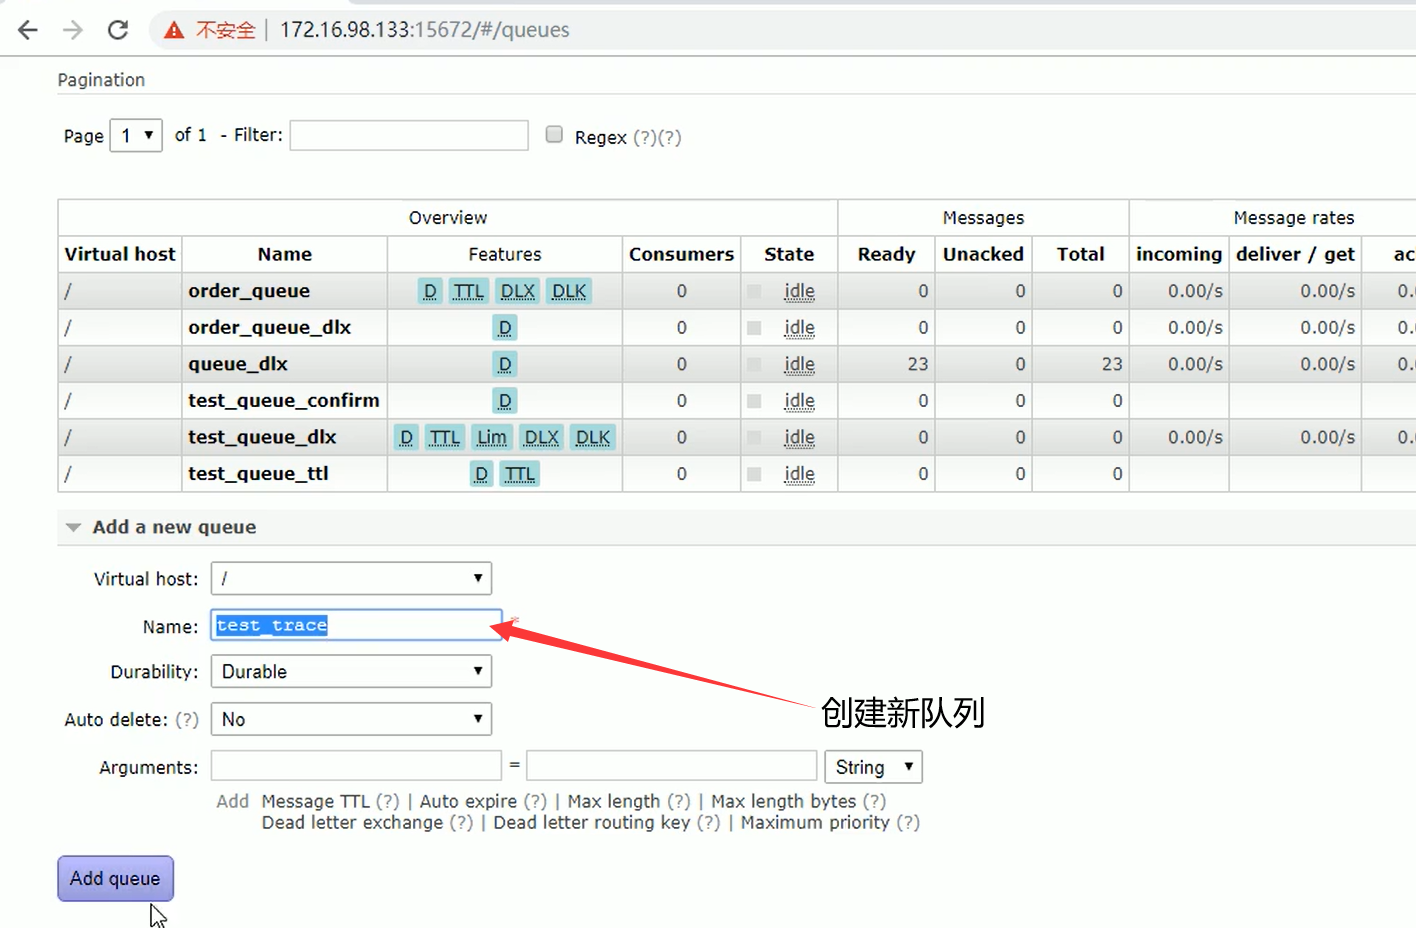 不安全 | 172.16.98.133:15672/#/queues
Pagination
Page 1 of 1 - Filter: Regex (?)(?)
Overview Messages Message rates
Virtual host Name Features Consumers State Ready Unacked Total incoming deliver / get ac
/ order_queue D TTL DLX DLK 0 idle 0 0 0 0.00/s 0.00/s 0.
/ order_queue_dlx D 0 idle 0 0 0 0.00/s 0.00/s 0.
/ queue_dlx D 0 idle 23 0 23 0.00/s 0.00/s 0.
/ test_queue_confirm D 0 idle 0 0 0
/ test_queue_dlx D TTL Lim DLX DLK 0 idle 0 0 0 0.00/s 0.00/s 0.
/ test_queue_ttl D TTL 0 idle 0 0 0
Add a new queue
Virtual host: /
Name: test_trace *
Durability: Durable
创建新队列
Auto delete: (?) No
Arguments: = String
Add Message TTL (?) | Auto expire (?) | Max length (?) | Max length bytes (?)
Dead letter exchange (?) | Dead letter routing key (?) | Maximum priority (?)
Add queue